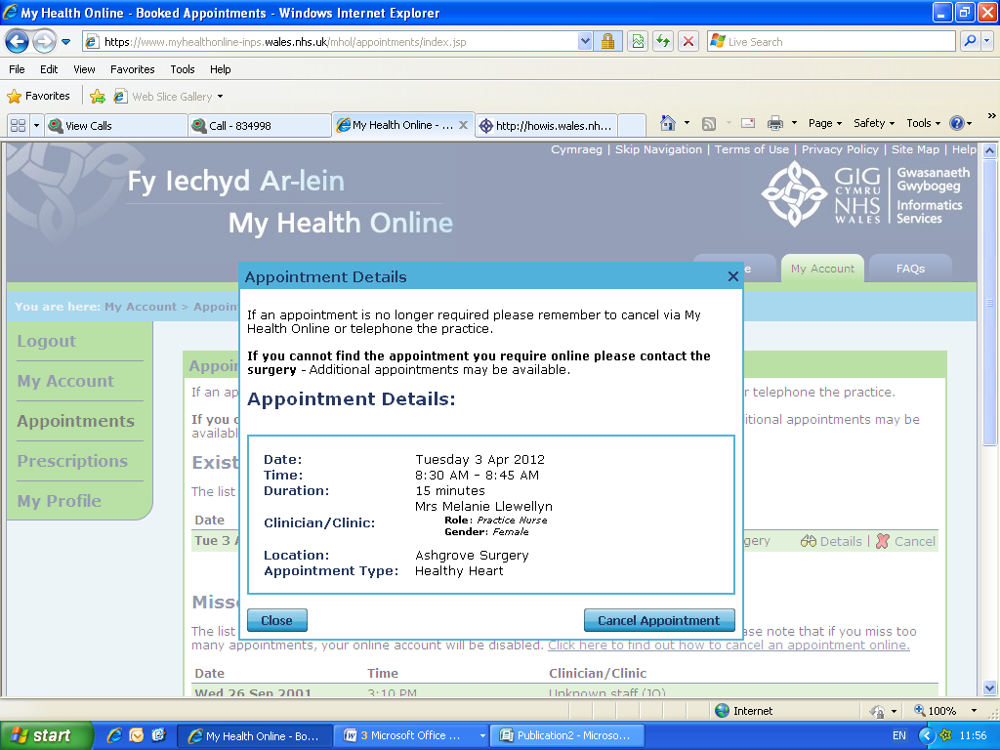 My Health Online - Booked Appointments - Windows Internet Explorer
https://www.myhealthonline-inps.wales.nhs.uk/mhol/appointments/index.jsp
Live Search
File Edit View Favorites Tools Help
Favorites Web Slice Gallery
View Calls Call - 834998 My Health Online - ... http://howis.wales.nh... Page Safety Tools »
Cymraeg | Skip Navigation | Terms of Use | Privacy Policy | Site Map | Help
Fy Iechyd Ar-lein
My Health Online
GIG
CYMRU
NHS
WALES
Gwasanaeth
Gwybogeg
Informatics
Services
My Account FAQs
You are here: My Account > Appoin
Logout
My Account
Appointments
Prescriptions
My Profile
Appointment Details
If an appointment is no longer required please remember to cancel via My
Health Online or telephone the practice.
If you cannot find the appointment you require online please contact the
surgery - Additional appointments may be available.
Appointment Details:
Date: Tuesday 3 Apr 2012
Time: 8:30 AM - 8:45 AM
Duration: 15 minutes
Clinician/Clinic: Mrs Melanie Llewellyn
Role: Practice Nurse
Gender: Female
Location: Ashgrove Surgery
Appointment Type: Healthy Heart
Close Cancel Appointment
Appoin
If an ap r telephone the practice.
If you c itional appointments may be
availabl
Exist
The list
Date
Tue 3 A gery Details | Cancel
Misse
The list ase note that if you miss too
many appointments, your online account will be disabled. Click here to find out how to cancel an appointment online.
Date Time Clinician/Clinic
Wed 26 Sep 2001 3:10 PM Unknown staff (JO)
Internet 100%
start My Health Online - Bo... 3 Microsoft Office ... Publication2 - Microso... EN 11:56